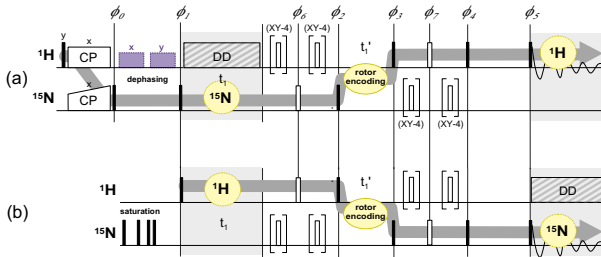 ϕ0 ϕ1 ϕ6 ϕ2 ϕ3 ϕ7 ϕ4 ϕ5
y x x y (XY-4) (XY-4) t1'
1H CP DD 1H
(a) dephasing t1 rotor encoding
15N CP x 15N
(XY-4) (XY-4)
1H 1H t1' DD
(b) saturation rotor encoding
15N t1 15N